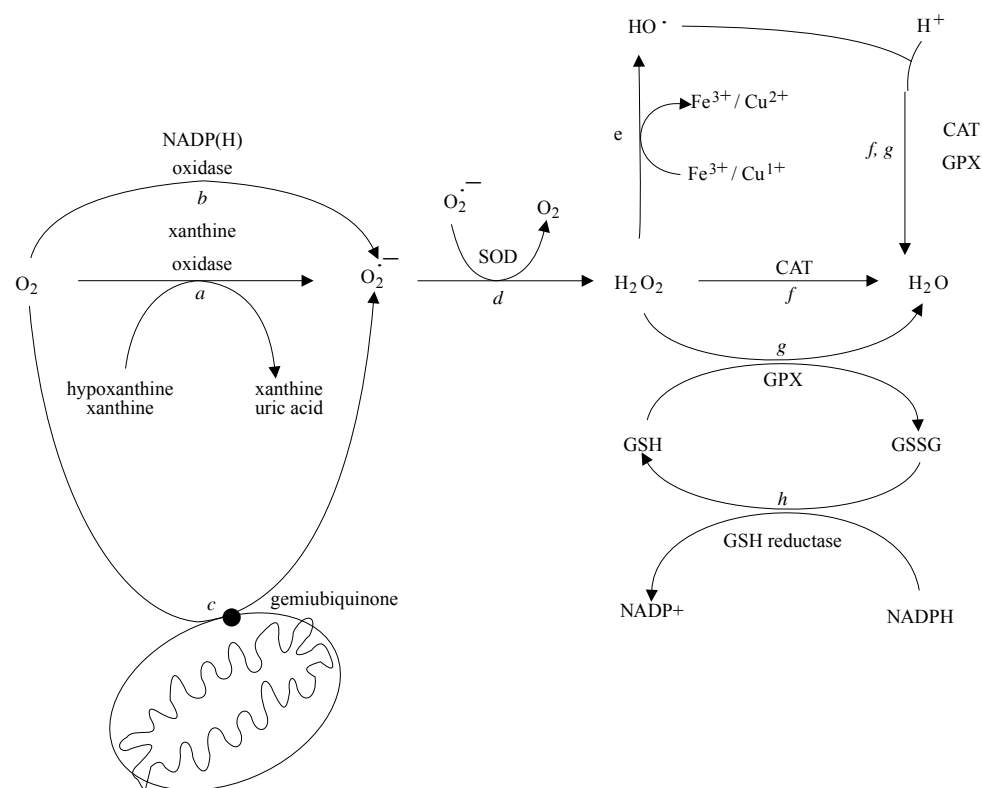 HO· H⁺
Fe³⁺ / Cu²⁺
e
f, g
CAT
GPX
Fe³⁺ / Cu¹⁺
NADP(H)
oxidase
b
xanthine
oxidase
a
O₂
O₂·⁻
hypoxanthine
xanthine
xanthine
uric acid
O₂·⁻
O₂
SOD
d
H₂O₂
CAT
f
H₂O
g
GPX
GSH
GSSG
h
GSH reductase
NADP+
NADPH
c
gemiubiquinone